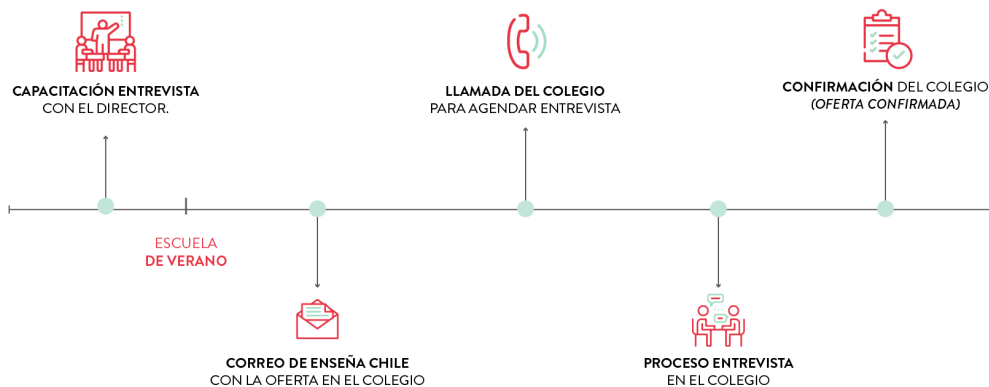 CAPACITACIÓN ENTREVISTA
CON EL DIRECTOR.
LLAMADA DEL COLEGIO
PARA AGENDAR ENTREVISTA
CONFIRMACIÓN DEL COLEGIO
(OFERTA CONFIRMADA)
ESCUELA
DE VERANO
CORREO DE ENSEÑA CHILE
CON LA OFERTA EN EL COLEGIO
PROCESO ENTREVISTA
EN EL COLEGIO